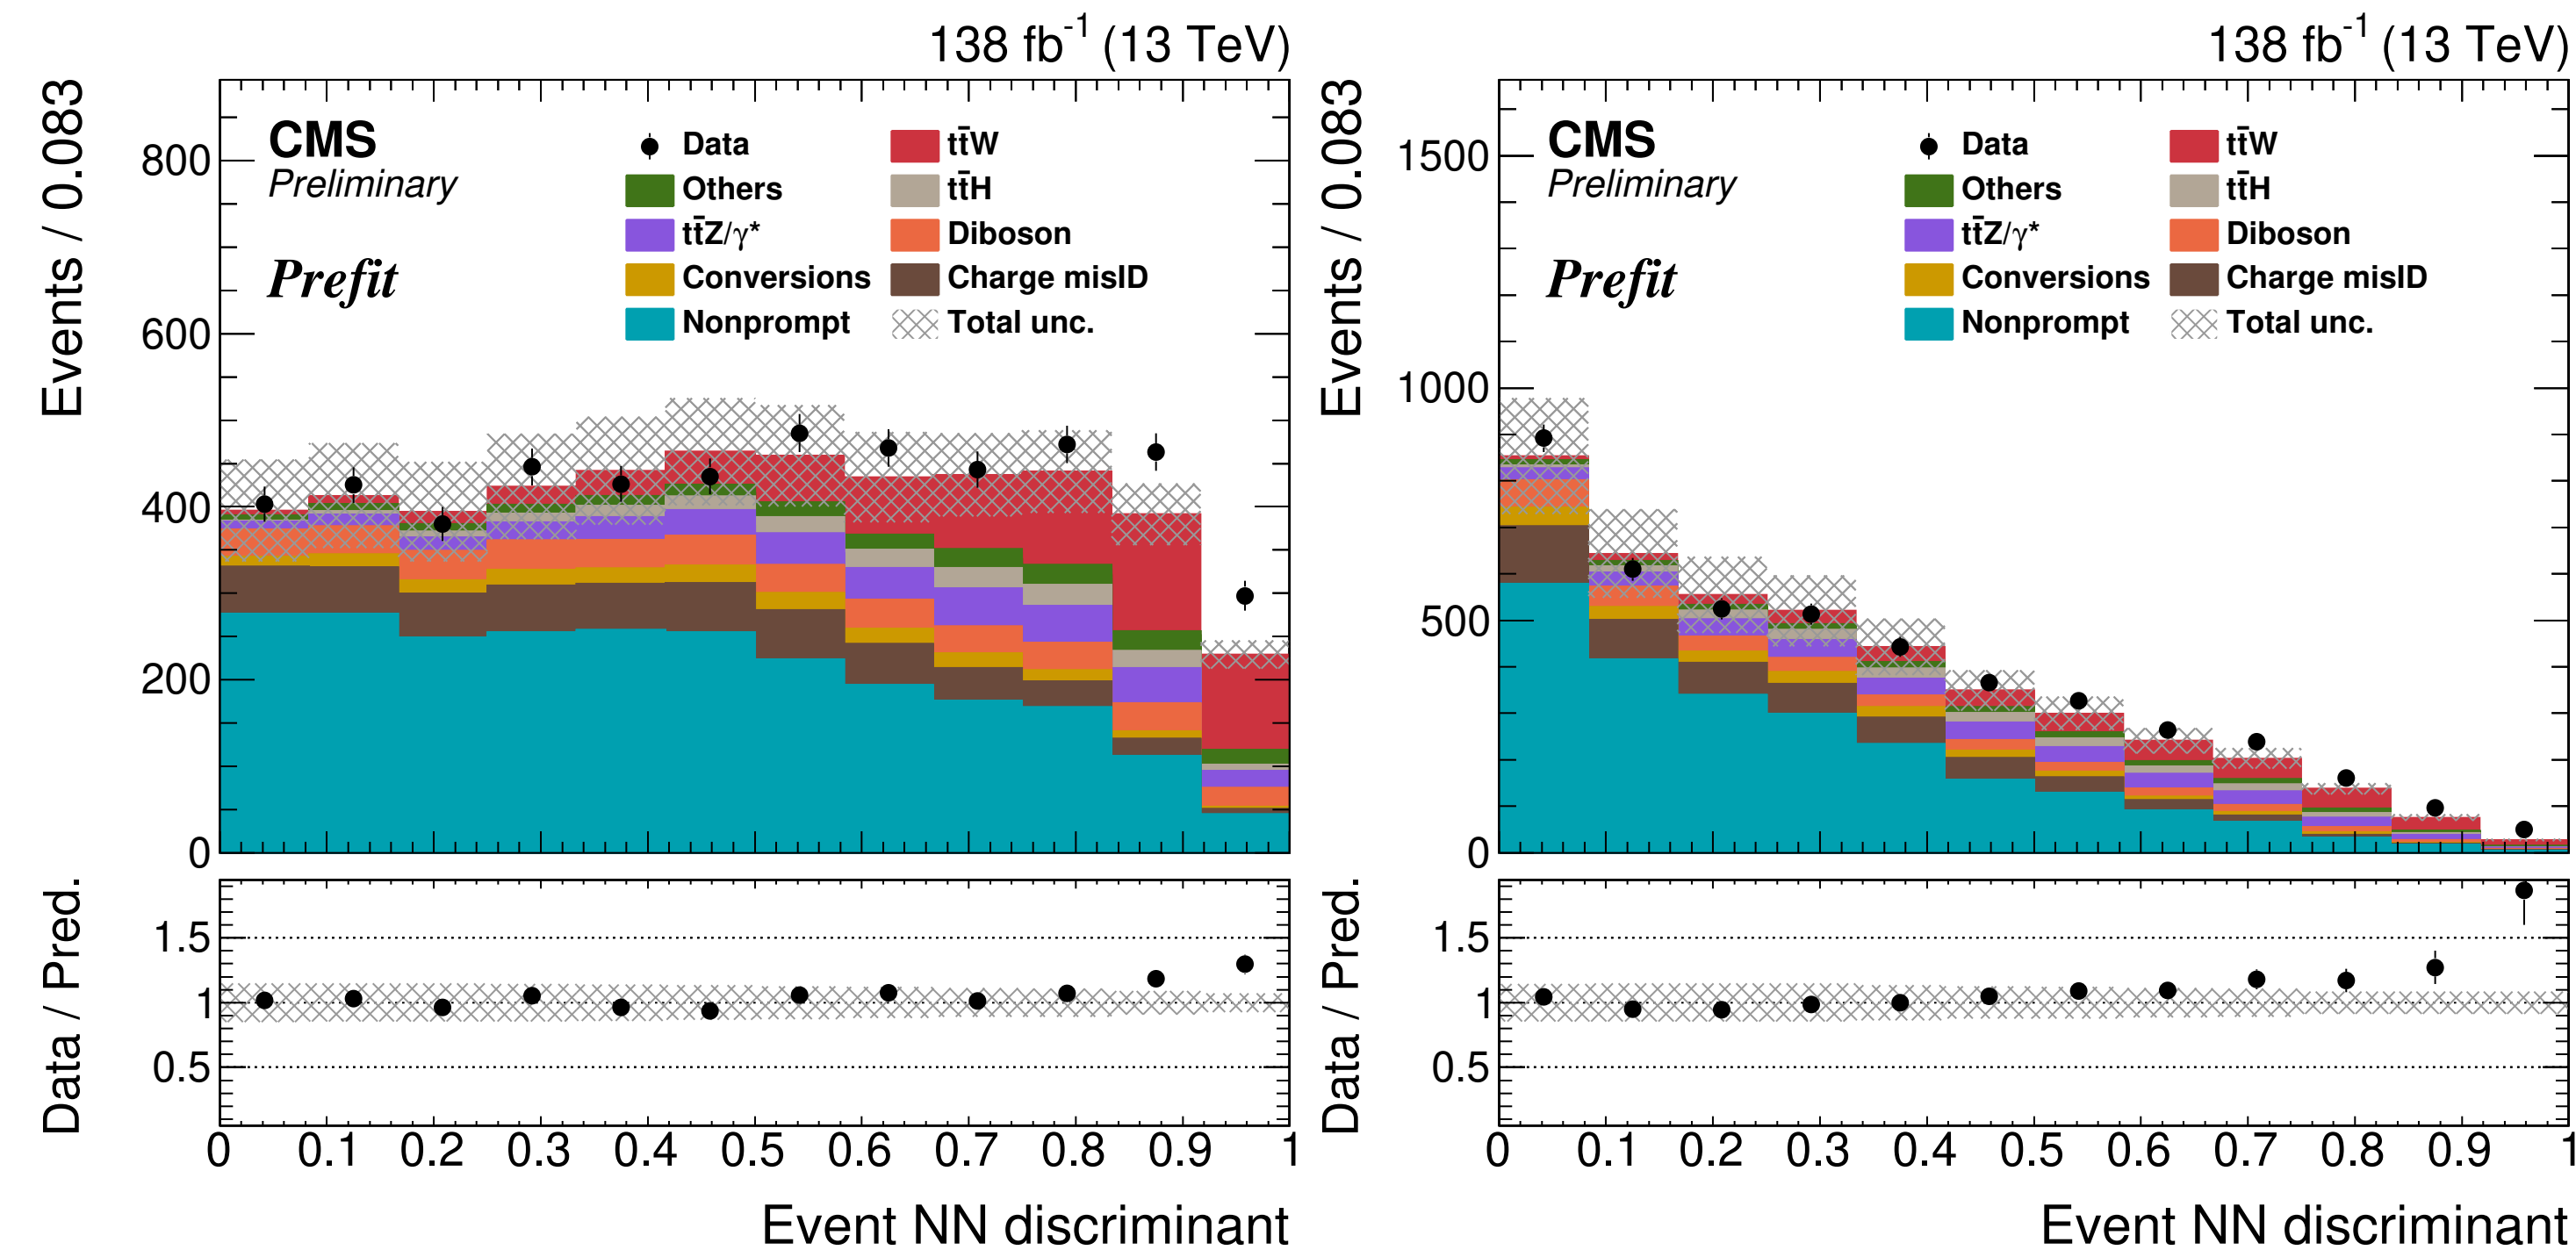 138 fb-1 (13 TeV)
Events / 0.083
CMS
Preliminary
Prefit
Data
tt̄W
Others
tt̄H
tt̄Z/γ*
Diboson
Conversions
Charge misID
Nonprompt
Total unc.
800
600
400
200
0
Data / Pred.
1.5
1
0.5
0 0.1 0.2 0.3 0.4 0.5 0.6 0.7 0.8 0.9 1
Event NN discriminant
138 fb-1 (13 TeV)
Events / 0.083
CMS
Preliminary
Prefit
Data
tt̄W
Others
tt̄H
tt̄Z/γ*
Diboson
Conversions
Charge misID
Nonprompt
Total unc.
1500
1000
500
0
Data / Pred.
1.5
1
0.5
0 0.1 0.2 0.3 0.4 0.5 0.6 0.7 0.8 0.9 1
Event NN discriminant